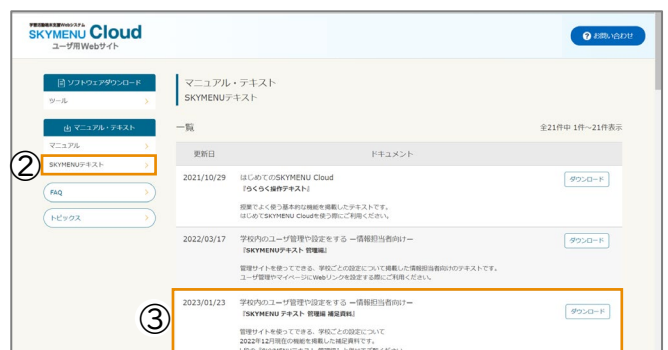 学習活動端末支援Webシステム
SKYMENU Cloud
ユーザ用Webサイト
お問い合わせ
ソフトウェアダウンロード
ツール
マニュアル・テキスト
マニュアル
② SKYMENUテキスト
FAQ
トピックス
マニュアル・テキスト
SKYMENUテキスト
一覧
全21件中 1件～21件表示
更新日 ドキュメント
2021/10/29 はじめてのSKYMENU Cloud ダウンロード
『らくらく操作テキスト』
授業でよく使う基本的な機能を掲載したテキストです。
はじめてSKYMENU Cloudを使う際にご利用ください。
2022/03/17 学校内のユーザ管理や設定をする ー情報担当者向けー ダウンロード
『SKYMENUテキスト 管理編』
管理サイトを使ってできる、学校ごとの設定について掲載した情報担当者向けのテキストです。
ユーザ管理やマイページにWebリンクを設定する際にご利用ください。
③
2023/01/23 学校内のユーザ管理や設定をする ー情報担当者向けー ダウンロード
『SKYMENU テキスト 管理編 補足資料』
管理サイトを使ってできる、学校ごとの設定について
2022年12月現在の機能を掲載した補足資料です。